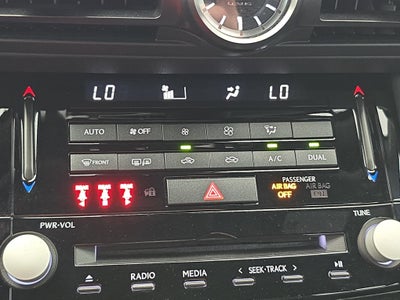 LO LO
AUTO OFF
FRONT A/C DUAL
PASSENGER
AIR BAG AIR BAG
OFF ON
PWR·VOL TUNE
RADIO MEDIA < SEEK·TRACK >